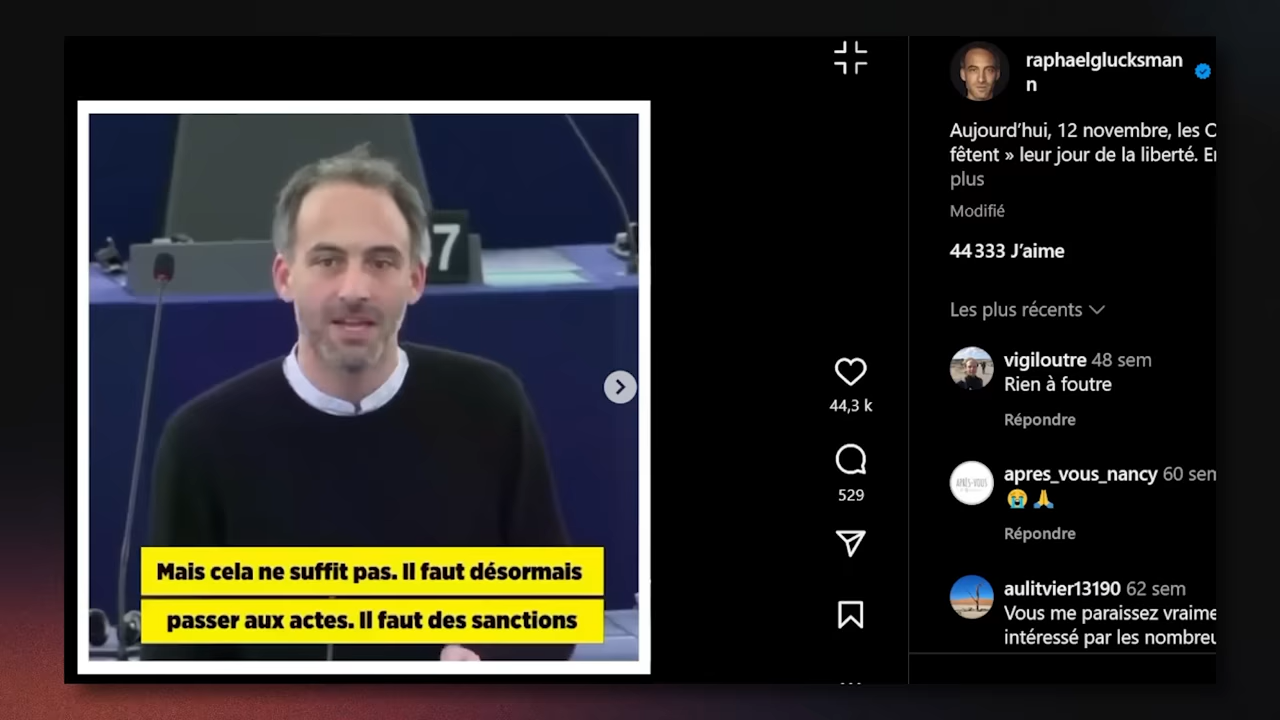 7
Mais cela ne suffit pas. Il faut désormais
passer aux actes. Il faut des sanctions
44,3 k
529
raphaelglucksman
n
Aujourd'hui, 12 novembre, les
fêtent » leur jour de la liberté.
plus
Modifié
44 333 J'aime
Les plus récents
vigiloutre 48 sem
Rien à foutre
Répondre
apres_vous_nancy 60 sem
😭🙏
Répondre
aulitvier13190 62 sem
Vous me paraissez vraime
intéressé par les nombreu